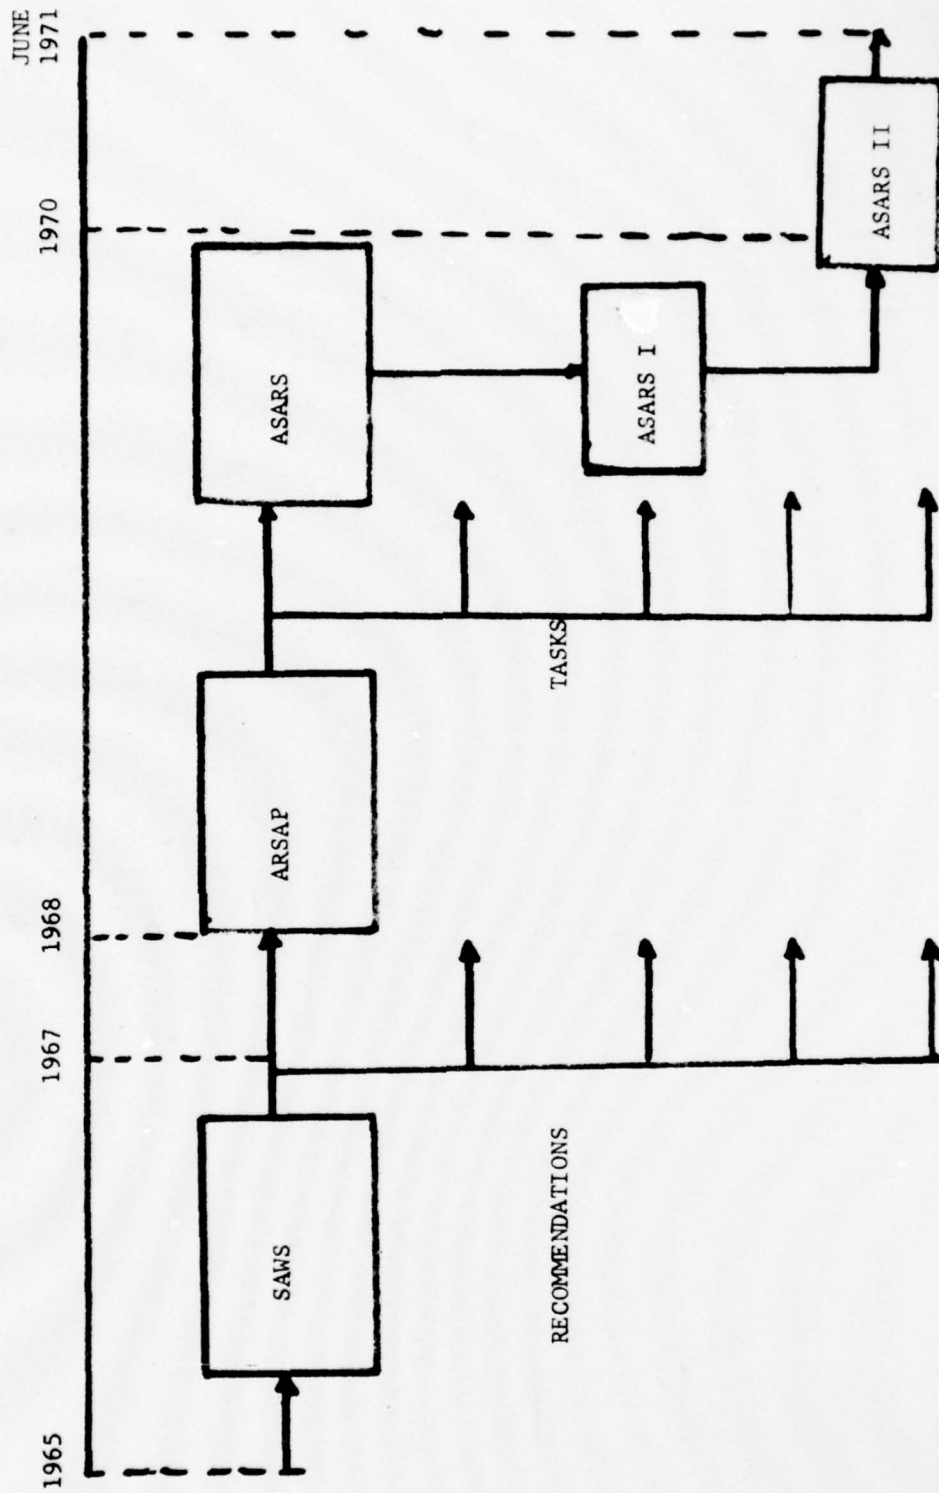 1965
1967
1968
1970
JUNE
1971
SAWS
ARSAP
ASARS
RECOMMENDATIONS
TASKS
ASARS I
ASARS II